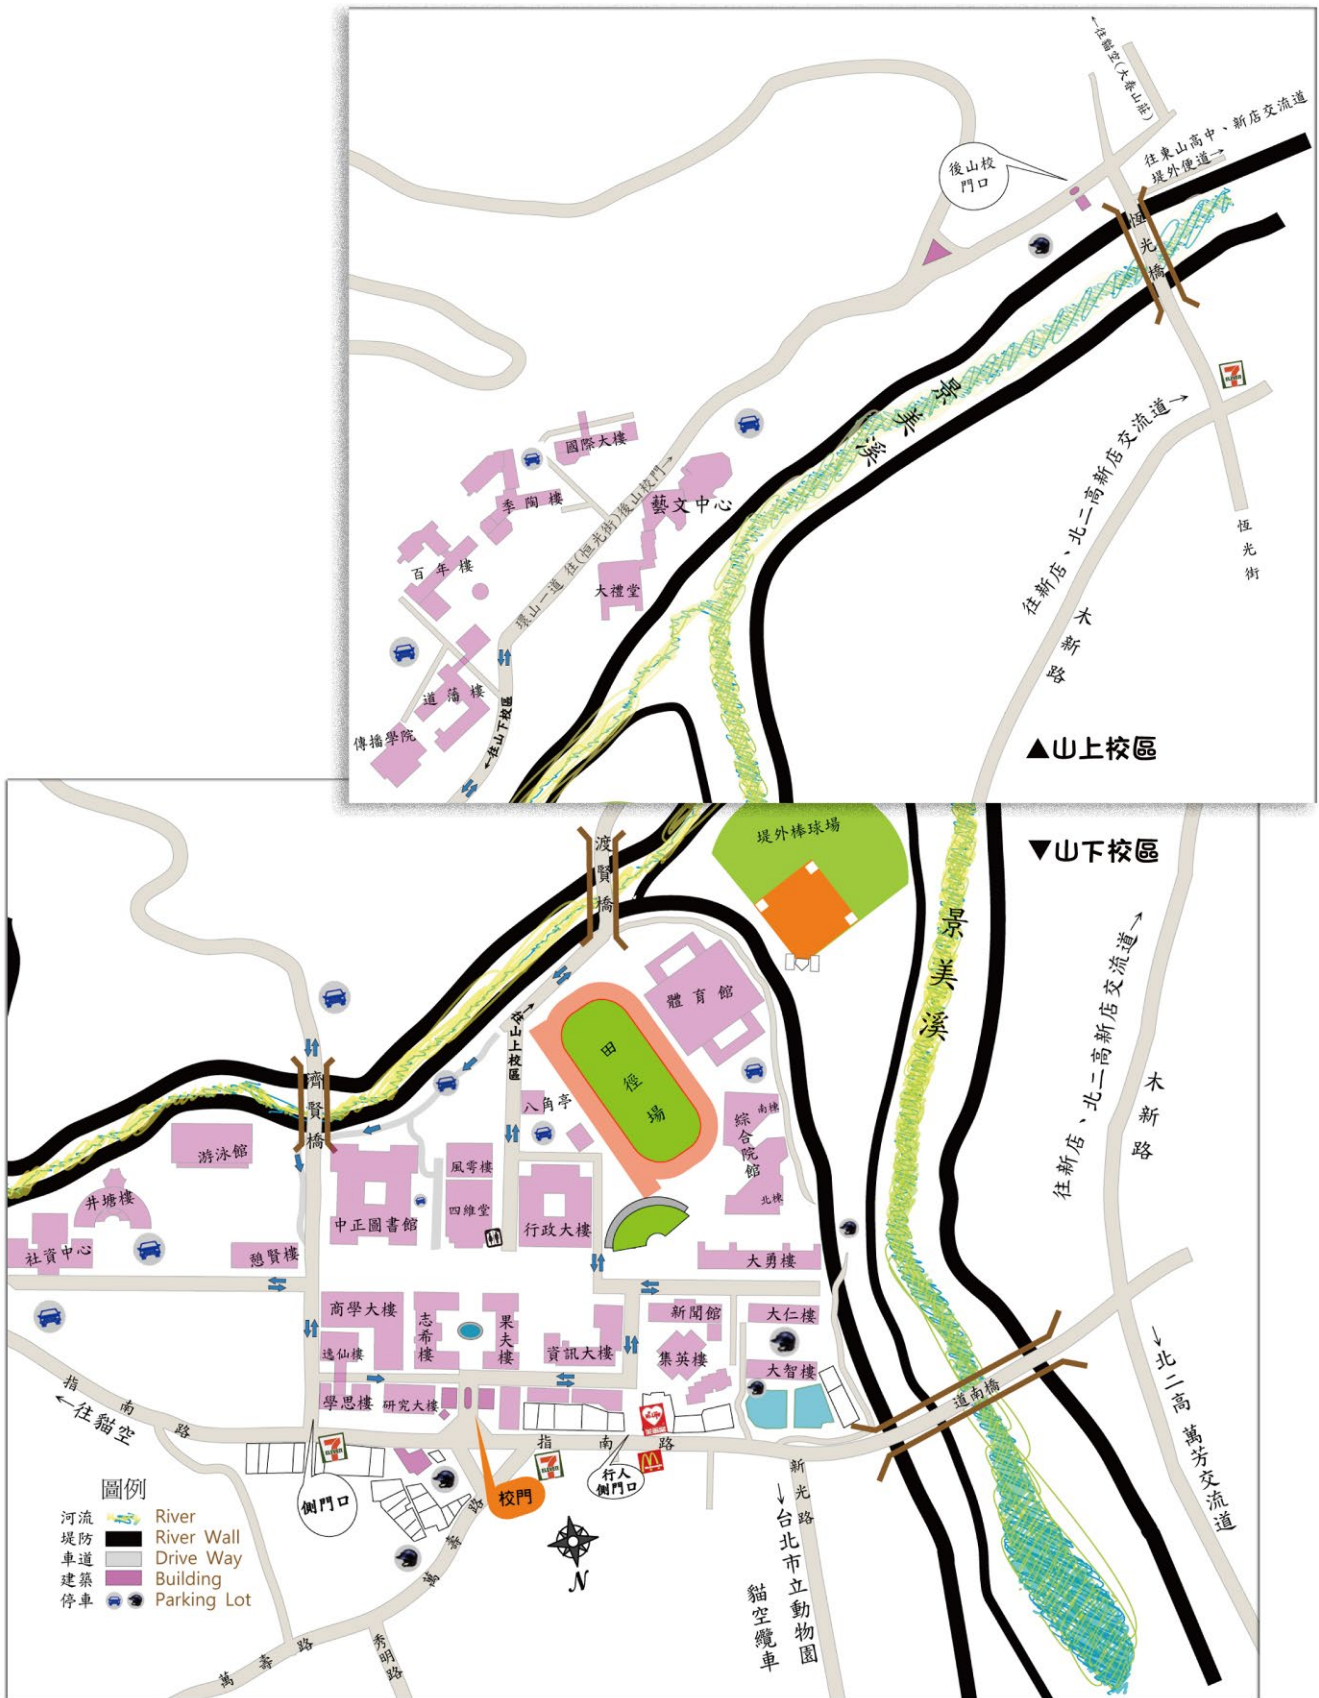 ←往貓空(大春山莊)
往東山高中、新店交流道
堤外便道→
後山校
門口
恆光橋
景美溪
7
ELEVEN
往新店、北二高新店交流道→
恆光街
木新路
國際大樓
季陶樓
藝文中心
百年樓
大禮堂
環山一道 往(恒光街)後山校門→
道藩樓
傳播學院
←往山下校區
▲山上校區
▼山下校區
渡賢橋
堤外棒球場
景美溪
體育館
往山上校區→
田徑場
往新店、北二高新店交流道→
木新路
濟賢橋
八角亭
南棟
綜合院館
北棟
游泳館
風雩樓
井塘樓
中正圖書館
四維堂
行政大樓
社資中心
憩賢樓
大勇樓
商學大樓
志希樓
果夫樓
新聞館
大仁樓
逸仙樓
資訊大樓
集英樓
大智樓
學思樓
研究大樓
道南橋
指南路
←往貓空
指南路
7
ELEVEN
7
ELEVEN
側門口
校門
行人
側門口
→北二高 萬芳交流道
新光路
→台北市立動物園
貓空纜車
N
萬壽路
萬壽路
秀明路
圖例
河流 River
堤防 River Wall
車道 Drive Way
建築 Building
停車 Parking Lot